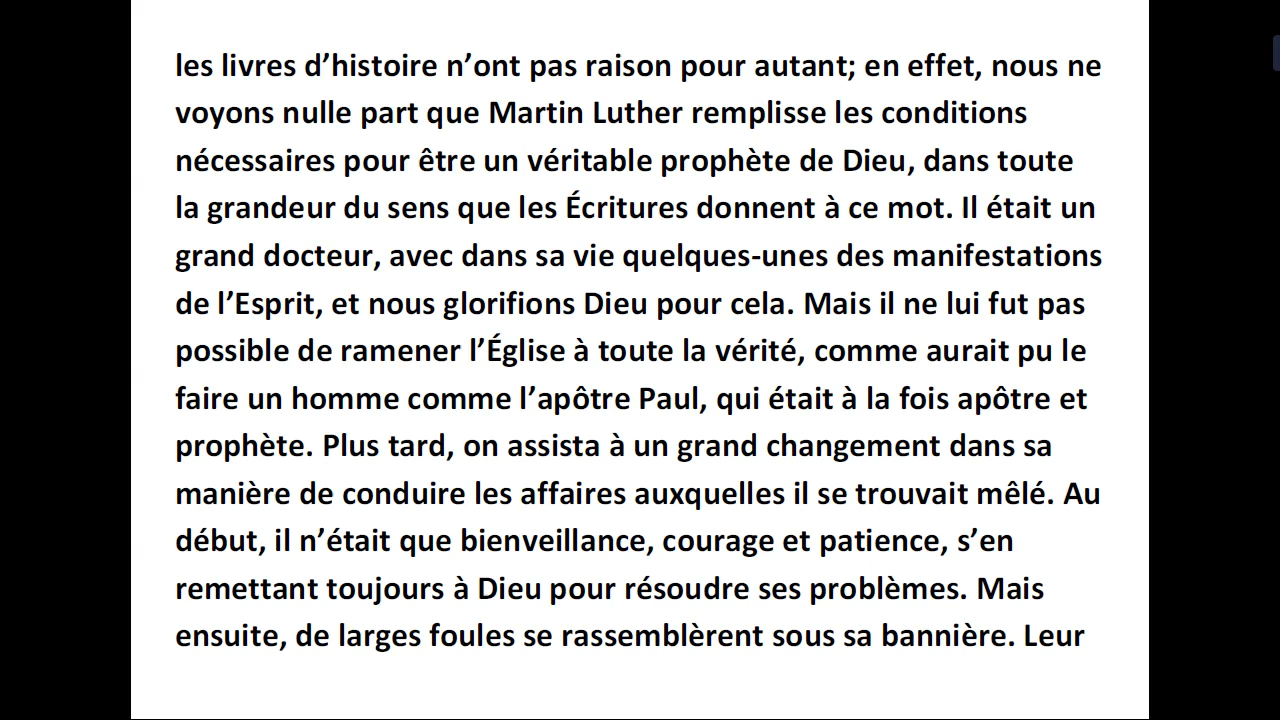 les livres d’histoire n’ont pas raison pour autant; en effet, nous ne
voyons nulle part que Martin Luther remplisse les conditions
nécessaires pour être un véritable prophète de Dieu, dans toute
la grandeur du sens que les Écritures donnent à ce mot. Il était un
grand docteur, avec dans sa vie quelques-unes des manifestations
de l’Esprit, et nous glorifions Dieu pour cela. Mais il ne lui fut pas
possible de ramener l’Église à toute la vérité, comme aurait pu le
faire un homme comme l’apôtre Paul, qui était à la fois apôtre et
prophète. Plus tard, on assista à un grand changement dans sa
manière de conduire les affaires auxquelles il se trouvait mêlé. Au
début, il n’était que bienveillance, courage et patience, s’en
remettant toujours à Dieu pour résoudre ses problèmes. Mais
ensuite, de larges foules se rassemblèrent sous sa bannière. Leur